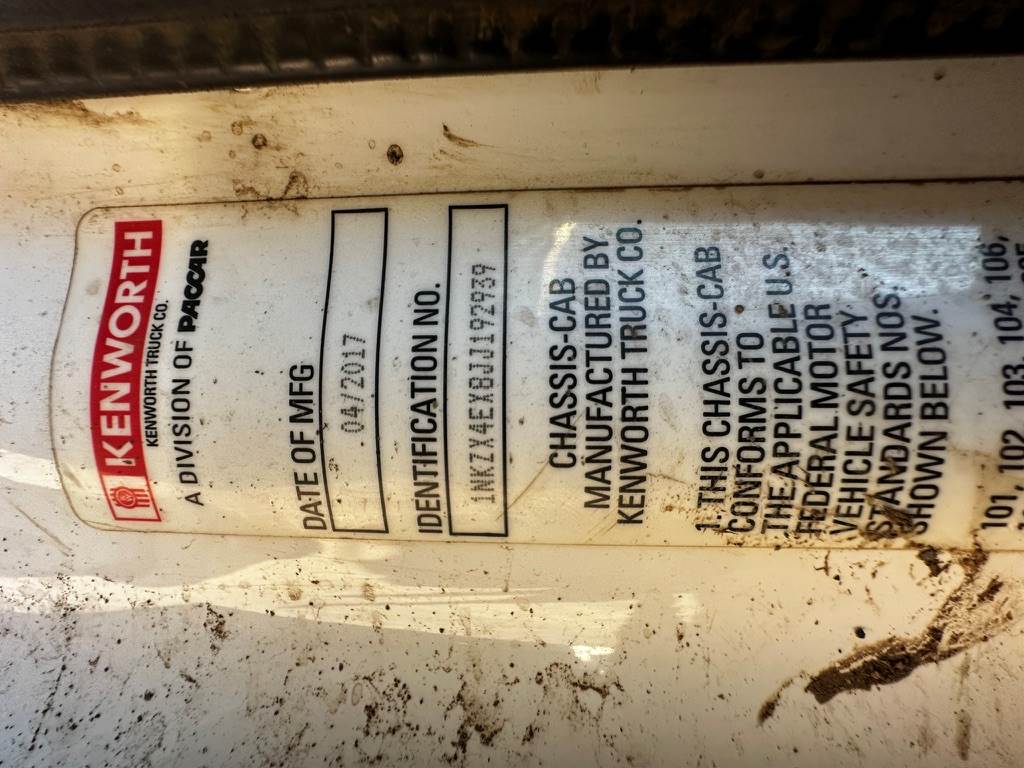 KENWORTH
KENWORTH TRUCK CO.
A DIVISION OF PACCAR
DATE OF MFG
04/2017
IDENTIFICATION NO.
1NKZX4EX8JJ192939
CHASSIS-CAB
MANUFACTURED BY
KENWORTH TRUCK CO.
1. THIS CHASSIS-CAB
CONFORMS TO
THE APPLICABLE U.S.
FEDERAL MOTOR
VEHICLE SAFETY
STANDARDS NOS.
SHOWN BELOW.
101, 102, 103, 104, 106,